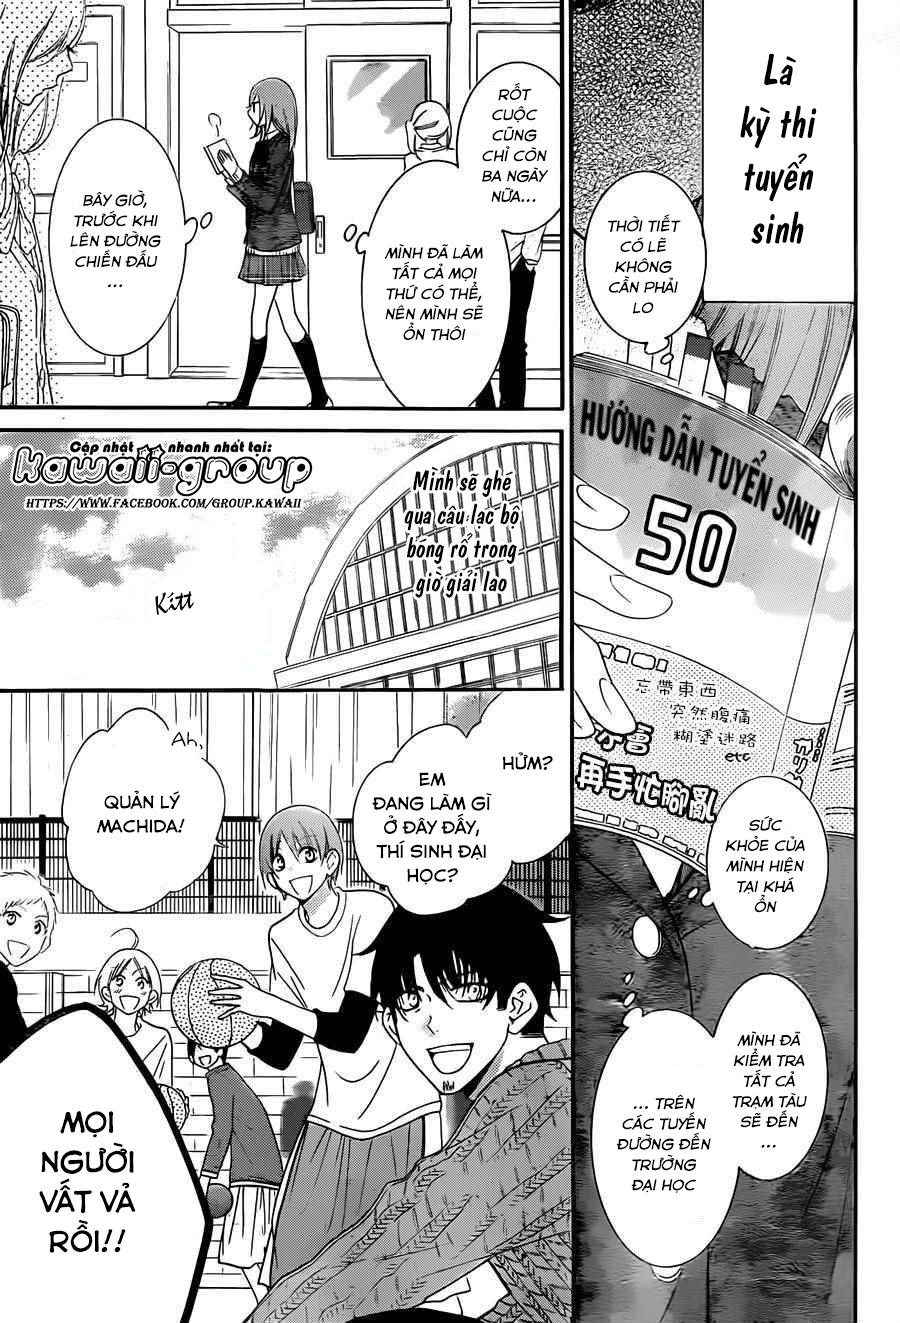 Là
kỳ thi
tuyển
sinh
THỜI TIẾT
CÓ LẼ
KHÔNG
CẦN PHẢI
LO
HƯỚNG DẪN TUYỂN SINH
50
忘帶東西
突然腹痛
糊塗迷路
etc
再手忙腳亂
SỨC
KHỎE CỦA
MÌNH HIỆN
TẠI KHÁ
ỔN
MÌNH ĐÃ
KIỂM TRA
TẤT CẢ
TRẠM TÀU
SẼ ĐẾN
...
... TRÊN
CÁC TUYẾN
ĐƯỜNG ĐẾN
TRƯỜNG
ĐẠI HỌC
RỐT
CUỘC
CŨNG
CHỈ CÒN
BA NGÀY
NỮA...
MÌNH ĐÃ LÀM
TẤT CẢ MỌI
THỨ CÓ THỂ,
NÊN MÌNH SẼ
ỔN THÔI
?
BÂY GIỜ,
TRƯỚC KHI
LÊN ĐƯỜNG
CHIẾN ĐẤU
...
Cập nhật nhanh nhất tại:
kawaii-group
HTTPS://WWW.FACEBOOK.COM/GROUP.KAWAII
Mình sẽ ghé
qua câu lạc bộ
bóng rổ trong
giờ giải lao
Kitt
HỬM?
EM
ĐANG LÀM GÌ
Ở ĐÂY ĐẤY,
THÍ SINH ĐẠI
HỌC?
Ah,
QUẢN LÝ
MACHIDA!
MỌI
NGƯỜI
VẤT VẢ
RỒI!!